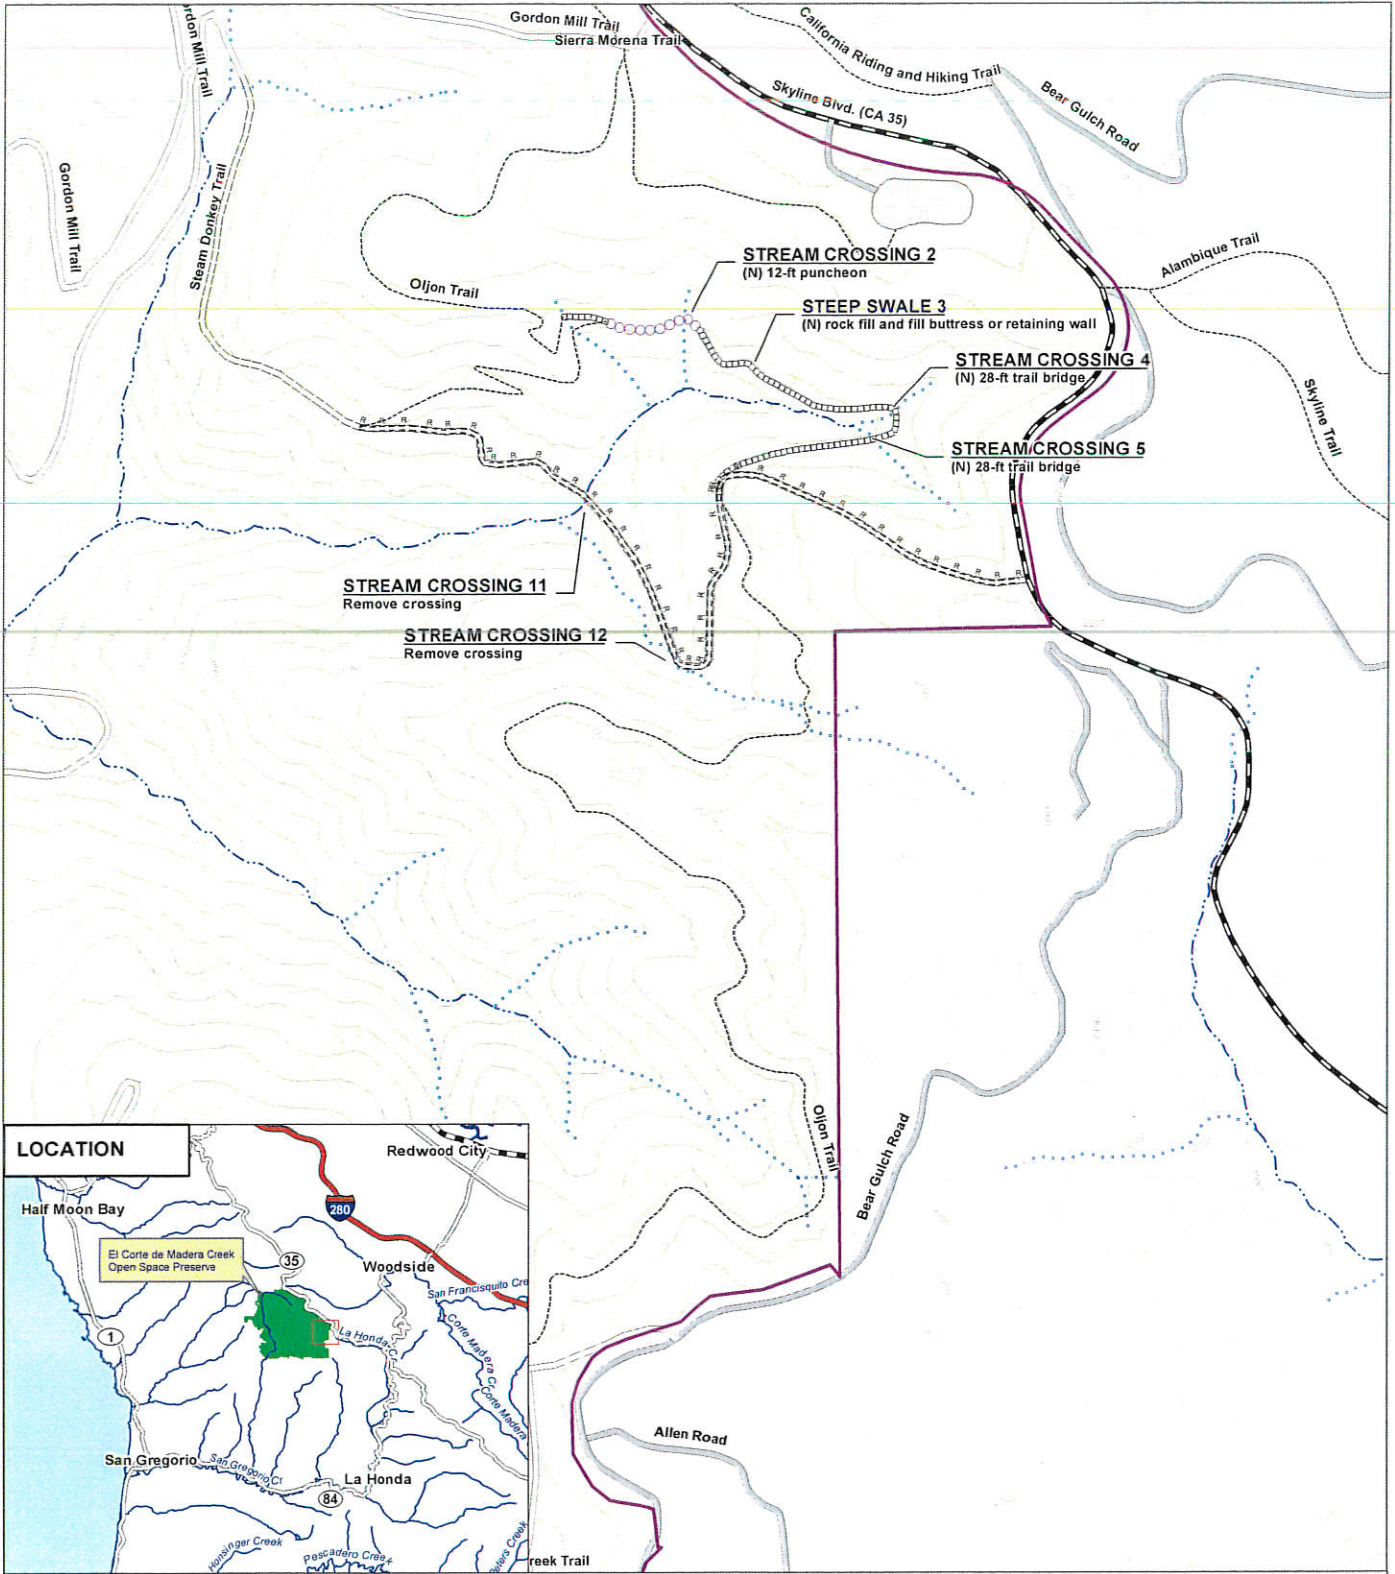 Gordon Mill Trail
Gordon Mill Trail
Sierra Morena Trail
California Riding and Hiking Trail
Skyline Blvd. (CA 35)
Bear Gulch Road
Gordon Mill Trail
Steam Donkey Trail
Oljon Trail
Alambique Trail
Skyline Trail
STREAM CROSSING 2
(N) 12-ft puncheon
STEEP SWALE 3
(N) rock fill and fill buttress or retaining wall
STREAM CROSSING 4
(N) 28-ft trail bridge
STREAM CROSSING 5
(N) 28-ft trail bridge
STREAM CROSSING 11
Remove crossing
STREAM CROSSING 12
Remove crossing
Oljon Trail
Bear Gulch Road
Allen Road
reek Trail
LOCATION
Redwood City
Half Moon Bay
280
El Corte de Madera Creek
Open Space Preserve
35
Woodside
San Francisquito Cre
1
La Honda Cr
Corte Madera Cr
Corte Madera
San Gregorio
San Gregorio Cr
La Honda
84
Honsinger Creek
Pescadero Creek
Peters Creek